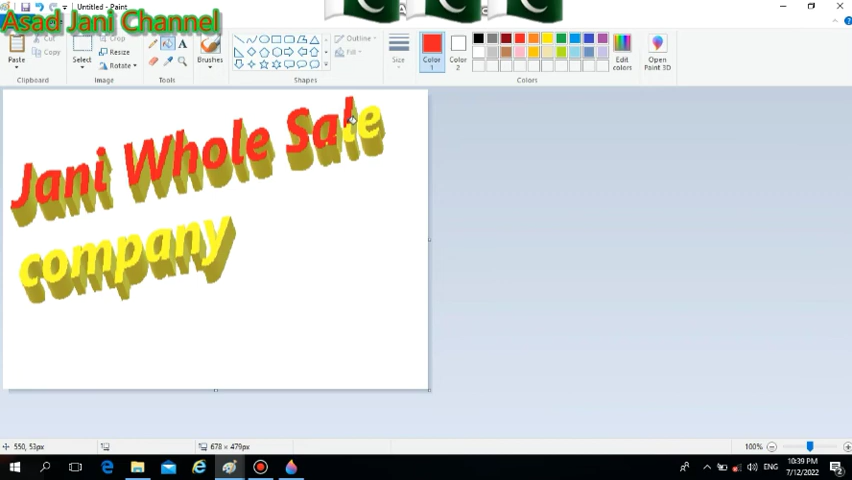 Untitled - Paint
Asad Jani Channel
Cut
Copy
Paste
Clipboard
Select
Crop
Resize
Rotate
Image
Tools
Brushes
Shapes
Outline
Fill
Size
Color
1
Color
2
Colors
Edit
colors
Open
Paint 3D
Jani Whole Sale
company
550, 53px
678 × 479px
100%
ENG
10:39 PM
7/12/2022
2